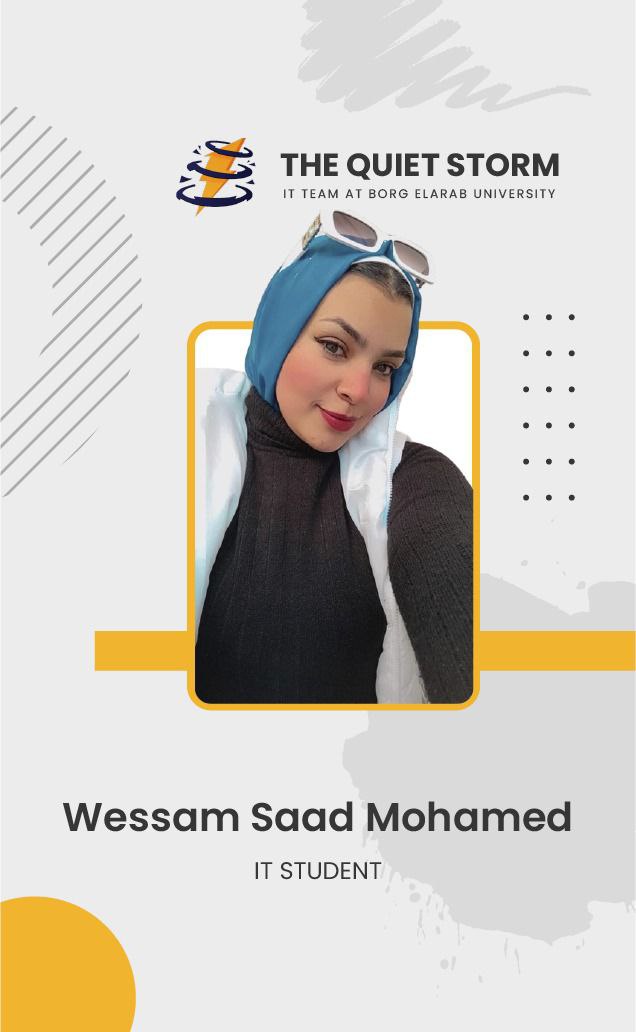 THE QUIET STORM
IT TEAM AT BORG ELARAB UNIVERSITY
Wessam Saad Mohamed
IT STUDENT